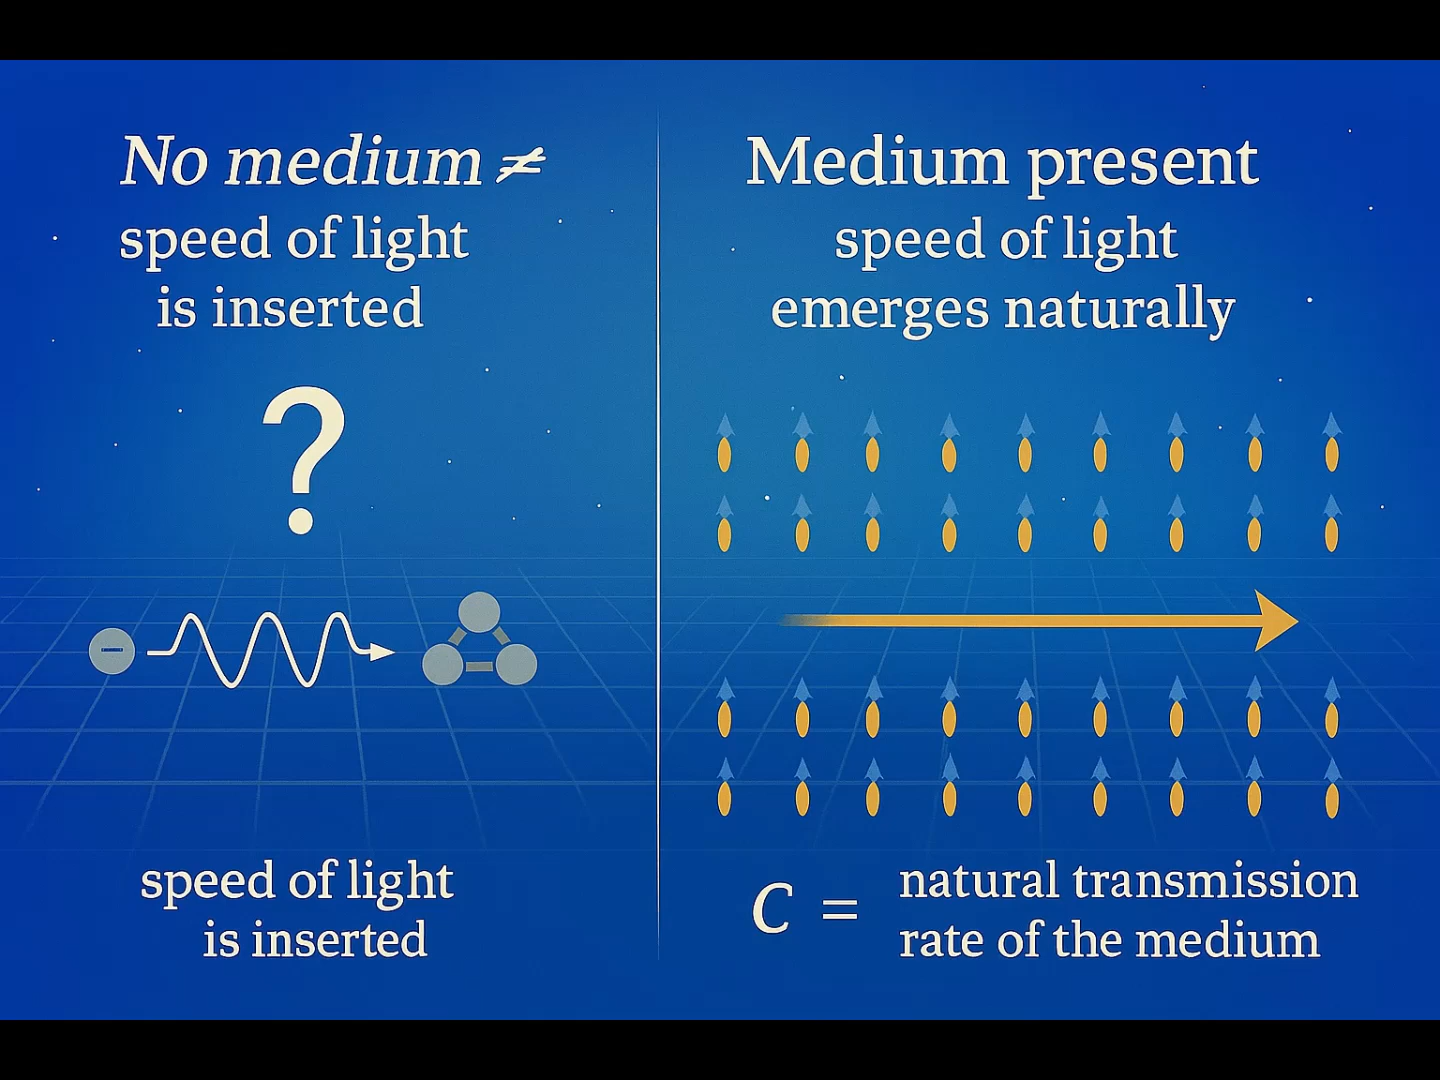 No medium ≠
speed of light
is inserted
?
−
speed of light
is inserted
Medium present
speed of light
emerges naturally
C = natural transmission
rate of the medium